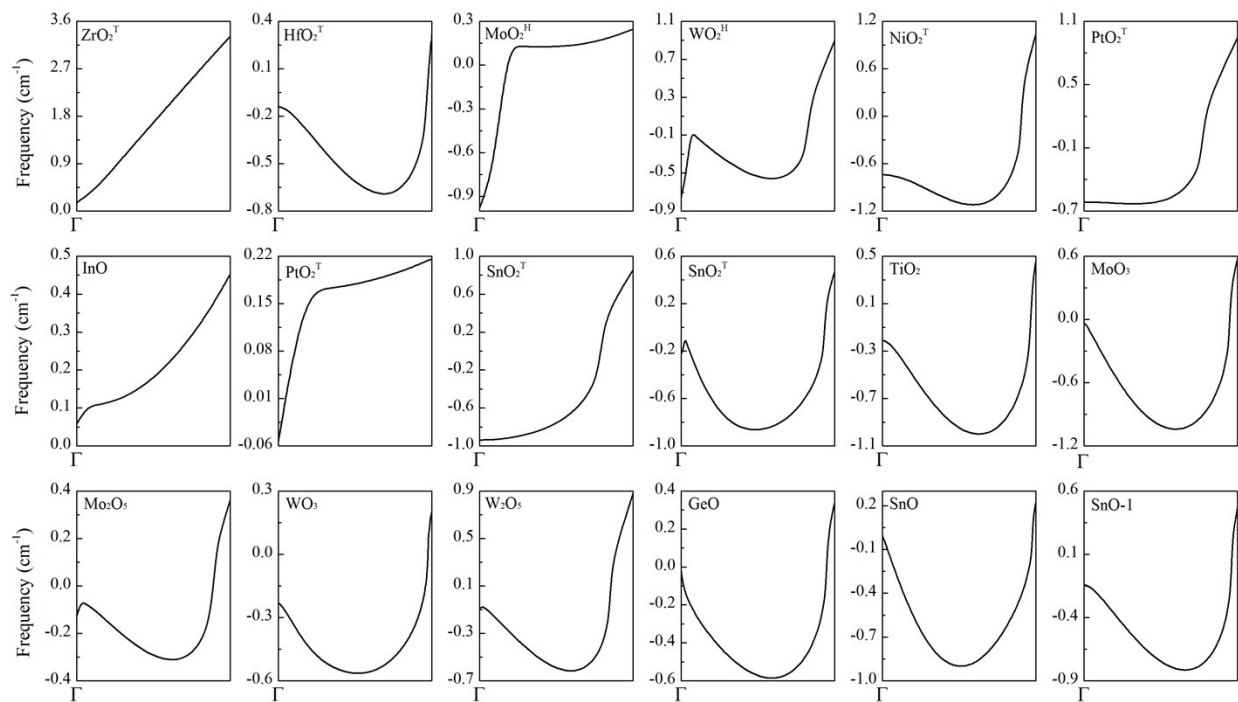 ZrO₂ᵀ
HfO₂ᵀ
MoO₂ᴴ
WO₂ᴴ
NiO₂ᵀ
PtO₂ᵀ
Frequency (cm⁻¹)
3.6
2.7
1.8
0.9
0.0
Γ
0.4
0.1
-0.2
-0.5
-0.8
Γ
0.3
0.0
-0.3
-0.6
-0.9
Γ
1.1
0.7
0.3
-0.1
-0.5
-0.9
Γ
1.2
0.6
0.0
-0.6
-1.2
Γ
1.1
0.5
-0.1
-0.7
Γ
InO
PtO₂ᵀ
SnO₂ᵀ
SnO₂ᵀ
TiO₂
MoO₃
Frequency (cm⁻¹)
0.5
0.4
0.3
0.2
0.1
0.0
Γ
0.22
0.15
0.08
0.01
-0.06
Γ
1.0
0.6
0.2
-0.2
-0.6
-1.0
Γ
0.6
0.2
-0.2
-0.6
-1.0
Γ
0.5
0.1
-0.3
-0.7
-1.1
Γ
0.6
0.0
-0.6
-1.2
Γ
Mo₂O₅
WO₃
W₂O₅
GeO
SnO
SnO-1
Frequency (cm⁻¹)
0.4
0.2
0.0
-0.2
-0.4
Γ
0.3
0.0
-0.3
-0.6
Γ
0.9
0.5
0.1
-0.3
-0.7
Γ
0.4
0.2
0.0
-0.2
-0.4
-0.6
Γ
0.2
-0.1
-0.4
-0.7
-1.0
Γ
0.6
0.1
-0.4
-0.9
Γ